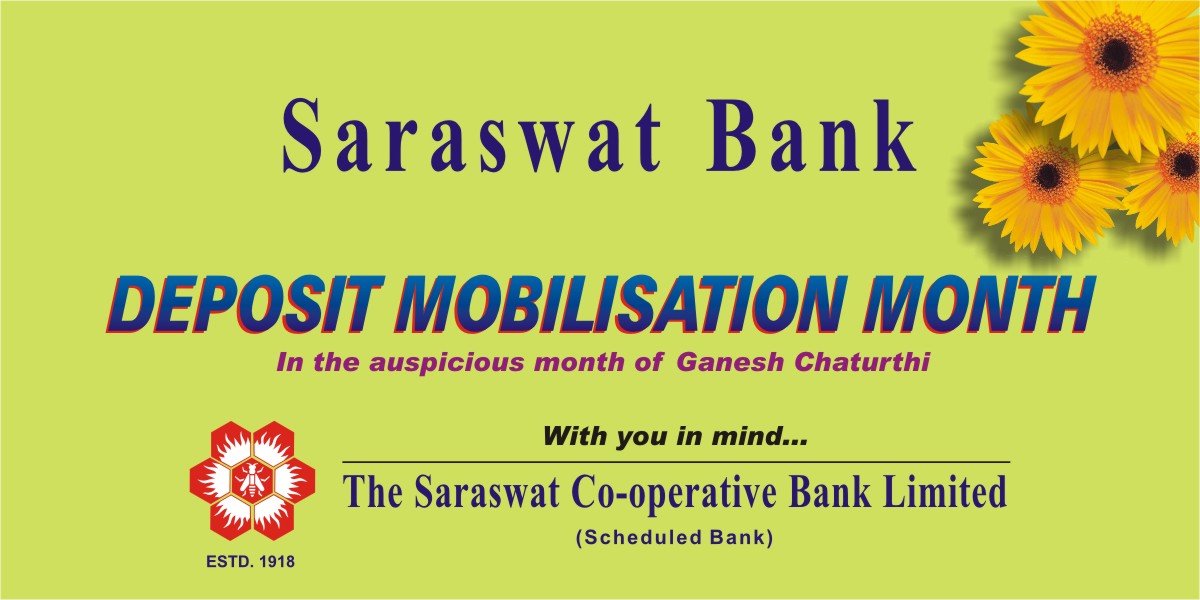 Saraswat Bank
DEPOSIT MOBILISATION MONTH
In the auspicious month of Ganesh Chaturthi
With you in mind...
The Saraswat Co-operative Bank Limited
(Scheduled Bank)
ESTD. 1918